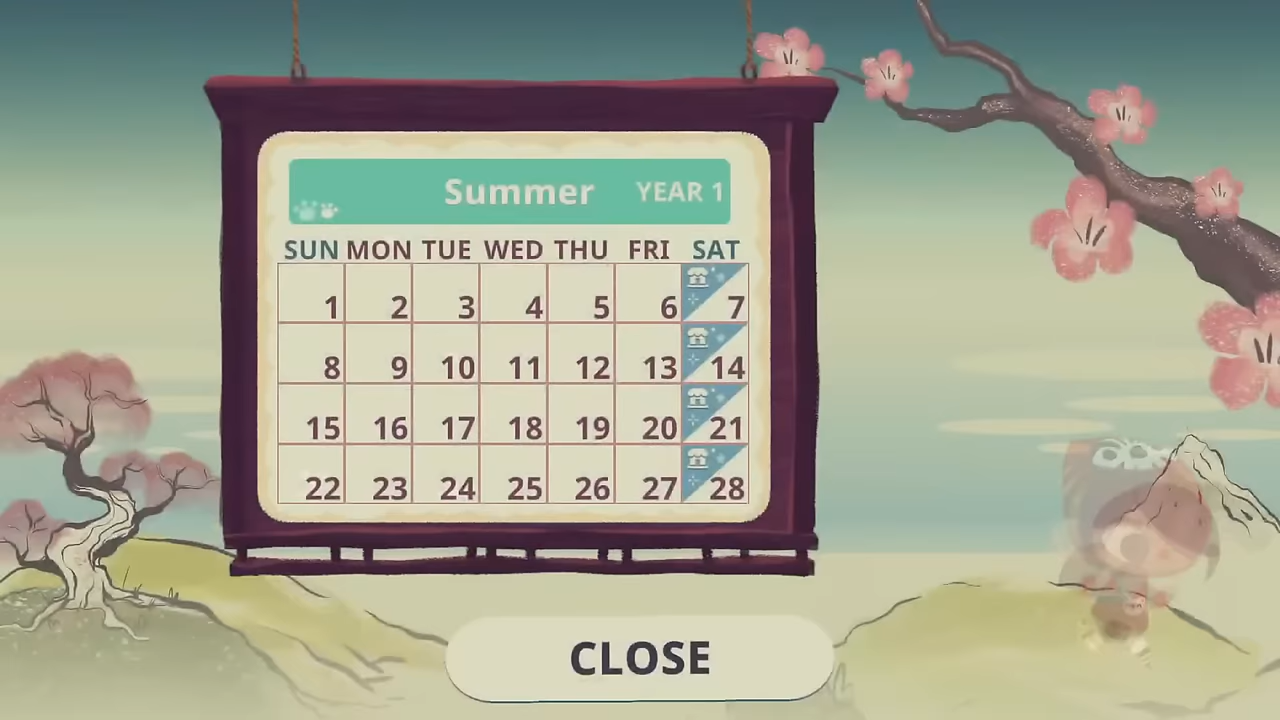 Summer YEAR 1
SUN MON TUE WED THU FRI SAT
1 2 3 4 5 6 7
8 9 10 11 12 13 14
15 16 17 18 19 20 21
22 23 24 25 26 27 28
CLOSE